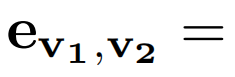 e_{v_1,v_2} =